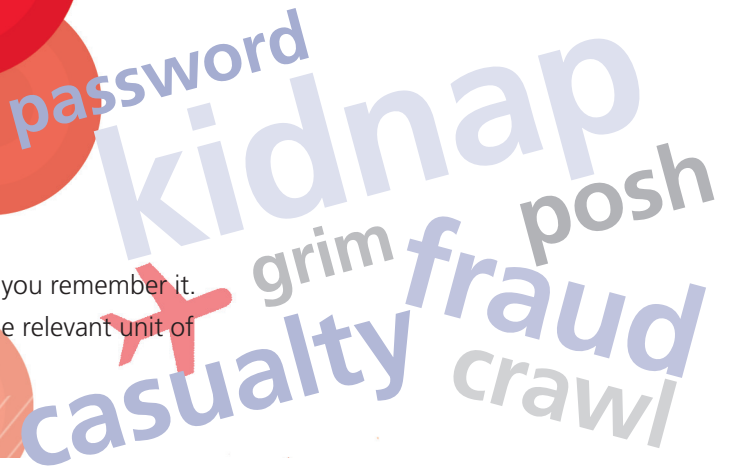 password
kidnap
posh
grim
fraud
you remember it.
e relevant unit of
casualty
crawl